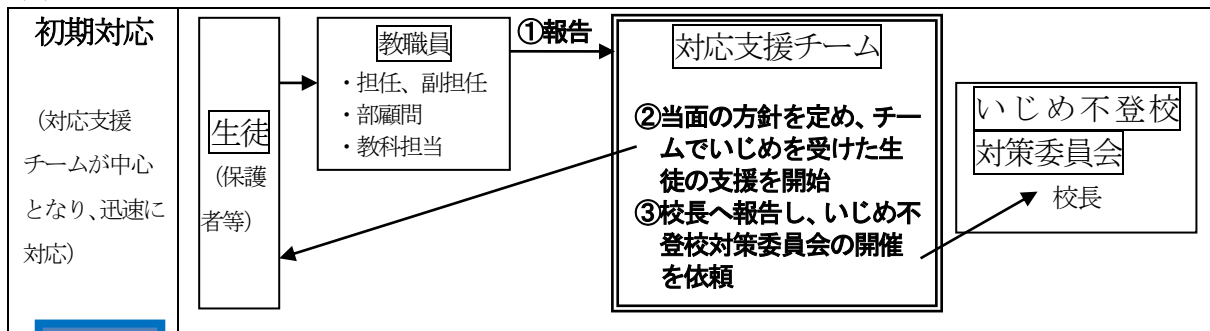 初期対応
（対応支援
チームが中心
となり、迅速に
対応）
生徒
（保護
者等）
教職員
・担任、副担任
・部顧問
・教科担当
①報告
対応支援チーム
②当面の方針を定め、チー
ムでいじめを受けた生
徒の支援を開始
③校長へ報告し、いじめ不
登校対策委員会の開催
を依頼
いじめ不登校
対策委員会
校長